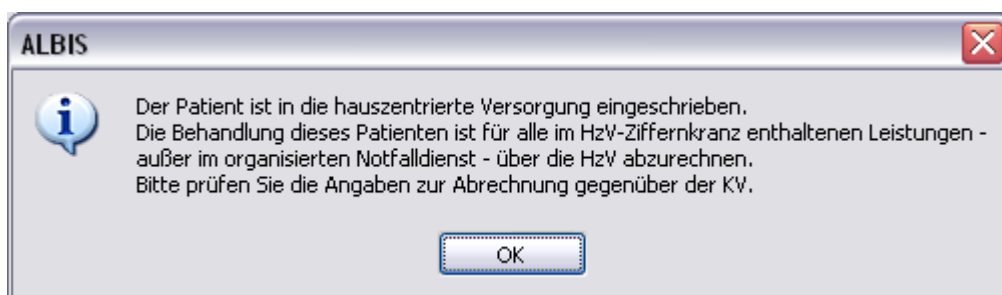 ALBIS
Der Patient ist in die hauszentrierte Versorgung eingeschrieben.
Die Behandlung dieses Patienten ist für alle im HzV-Ziffernkranz enthaltenen Leistungen -
außer im organisierten Notfalldienst - über die HzV abzurechnen.
Bitte prüfen Sie die Angaben zur Abrechnung gegenüber der KV.
OK